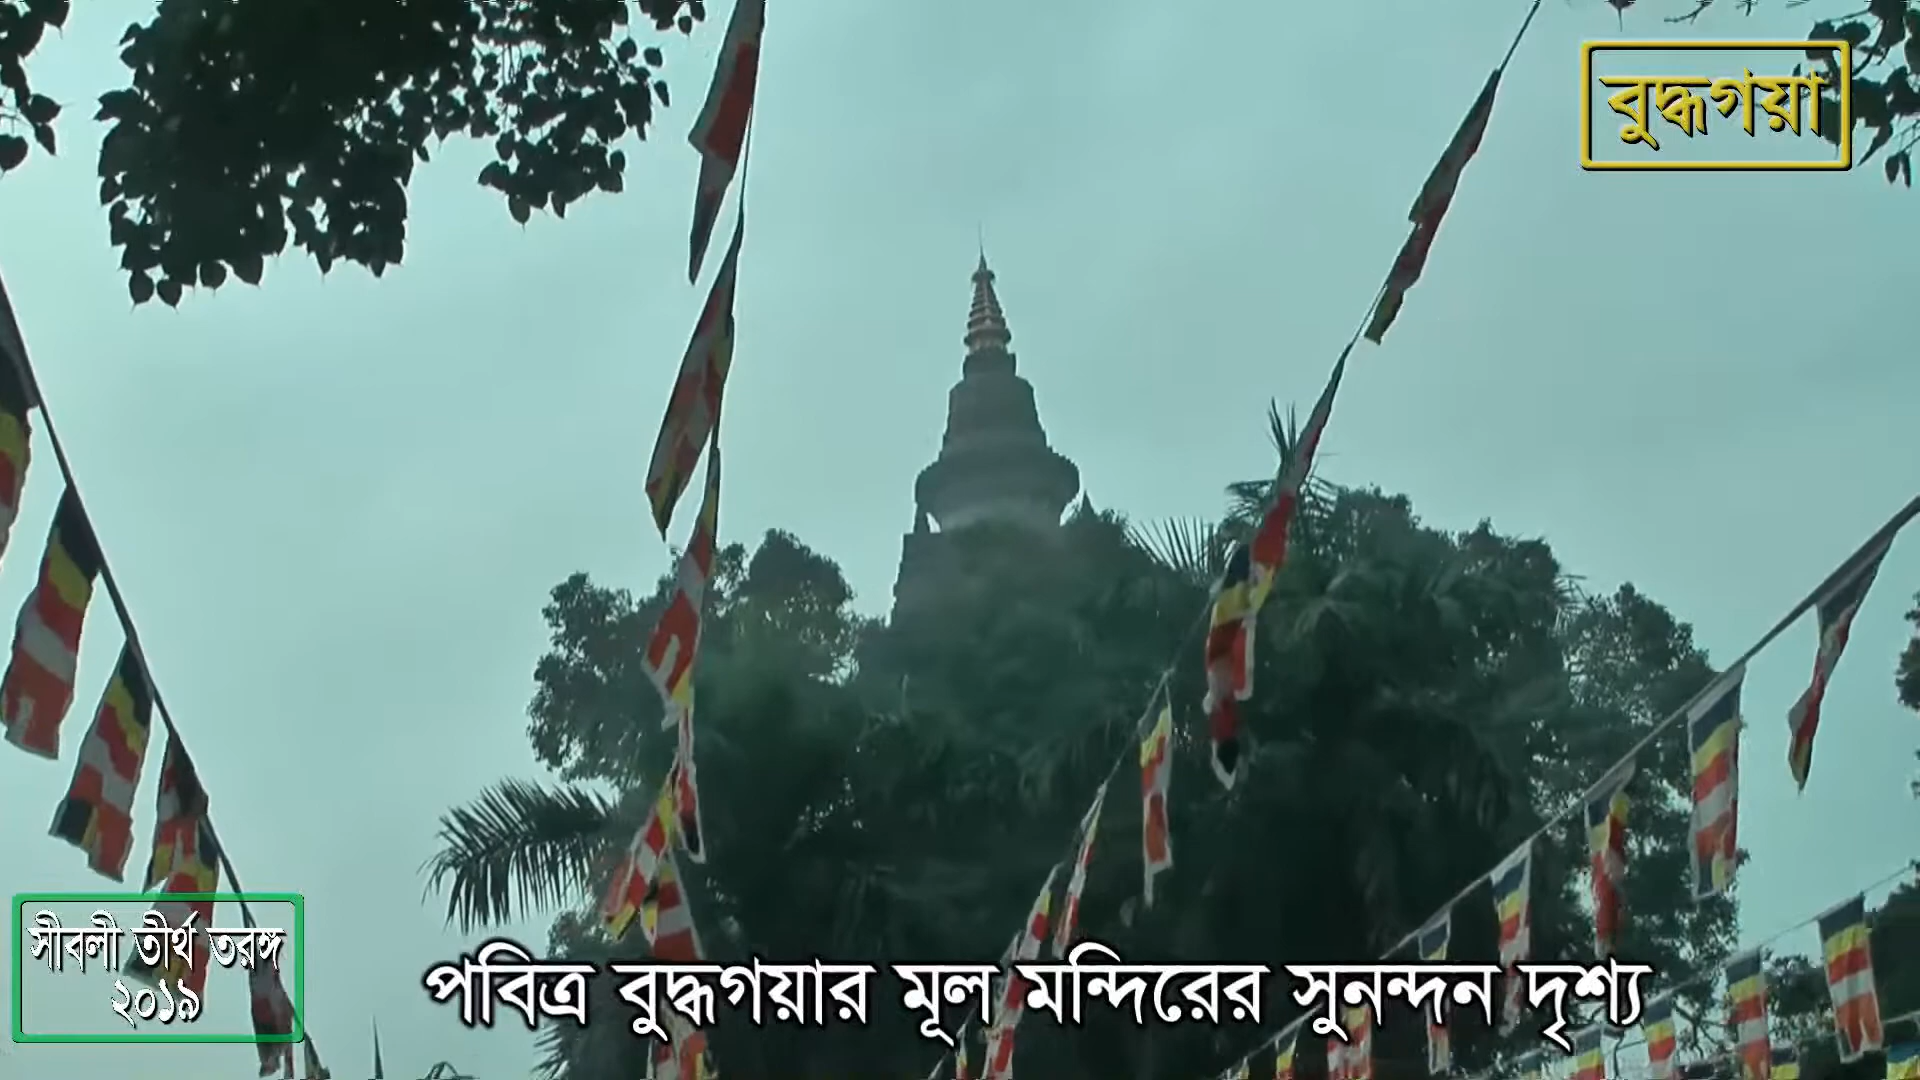 বুদ্ধগয়া
সীবলী তীর্থ তরঙ্গ
২০১৯
পবিত্র বুদ্ধগয়ার মূল মন্দিরের সুনন্দন দৃশ্য